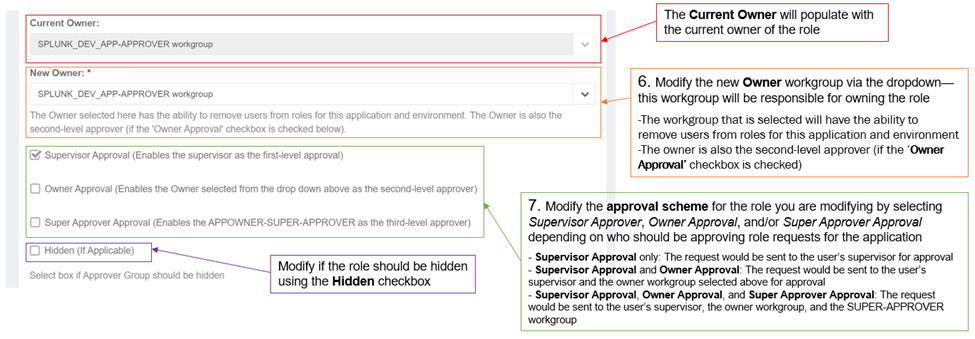 Current Owner:
SPLUNK_DEV_APP-APPROVER workgroup
The Current Owner will populate with
the current owner of the role
New Owner: *
SPLUNK_DEV_APP-APPROVER workgroup
The Owner selected here has the ability to remove users from roles for this application and environment. The Owner is also the
second-level approver (if the 'Owner Approval' checkbox is checked below).
6. Modify the new Owner workgroup via the dropdown—
this workgroup will be responsible for owning the role
-The workgroup that is selected will have the ability to
remove users from roles for this application and environment
-The owner is also the second-level approver (if the ‘Owner
Approval’ checkbox is checked)
Supervisor Approval (Enables the supervisor as the first-level approval)
Owner Approval (Enables the Owner selected from the drop down above as the second-level approver)
Super Approver Approval (Enables the APPOWNER-SUPER-APPROVER as the third-level approver)
7. Modify the approval scheme for the role you are modifying by selecting
Supervisor Approver, Owner Approval, and/or Super Approver Approval
depending on who should be approving role requests for the application
- Supervisor Approval only: The request would be sent to the user’s supervisor for approval
- Supervisor Approval and Owner Approval: The request would be sent to the user’s
supervisor and the owner workgroup selected above for approval
- Supervisor Approval, Owner Approval, and Super Approver Approval: The request
would be sent to the user’s supervisor, the owner workgroup, and the SUPER-APPROVER
workgroup
Hidden (If Applicable)
Select box if Approver Group should be hidden
Modify if the role should be hidden
using the Hidden checkbox